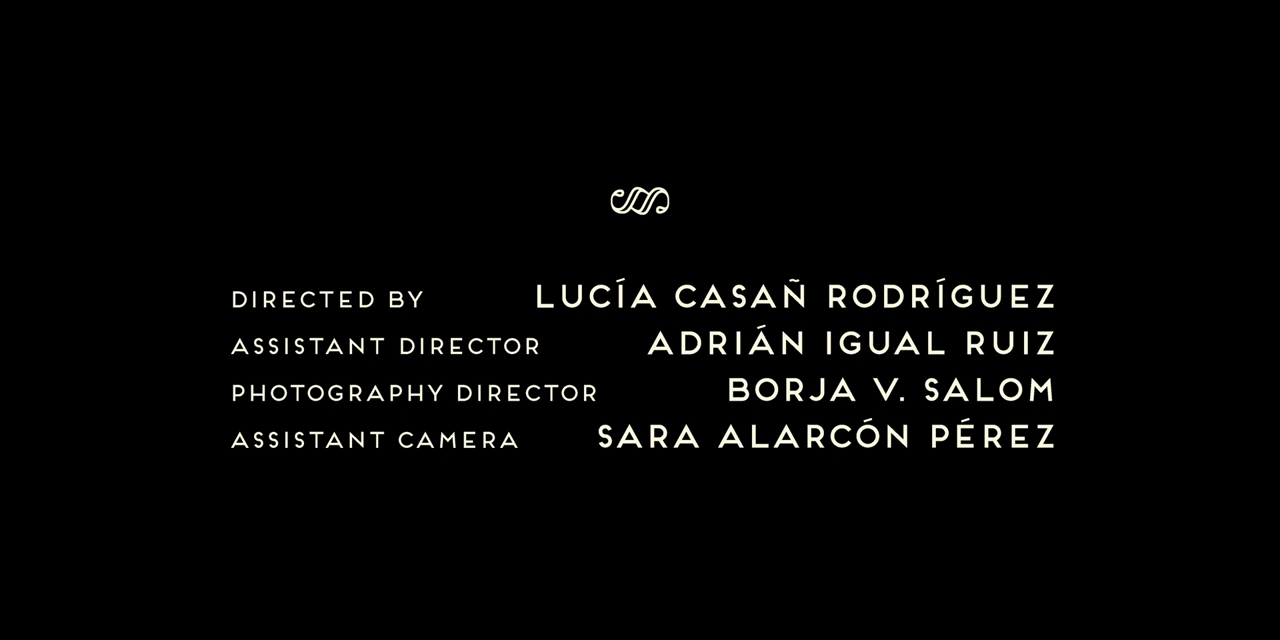 DIRECTED BY LUCÍA CASAÑ RODRÍGUEZ
ASSISTANT DIRECTOR ADRIÁN IGUAL RUIZ
PHOTOGRAPHY DIRECTOR BORJA V. SALOM
ASSISTANT CAMERA SARA ALARCÓN PÉREZ